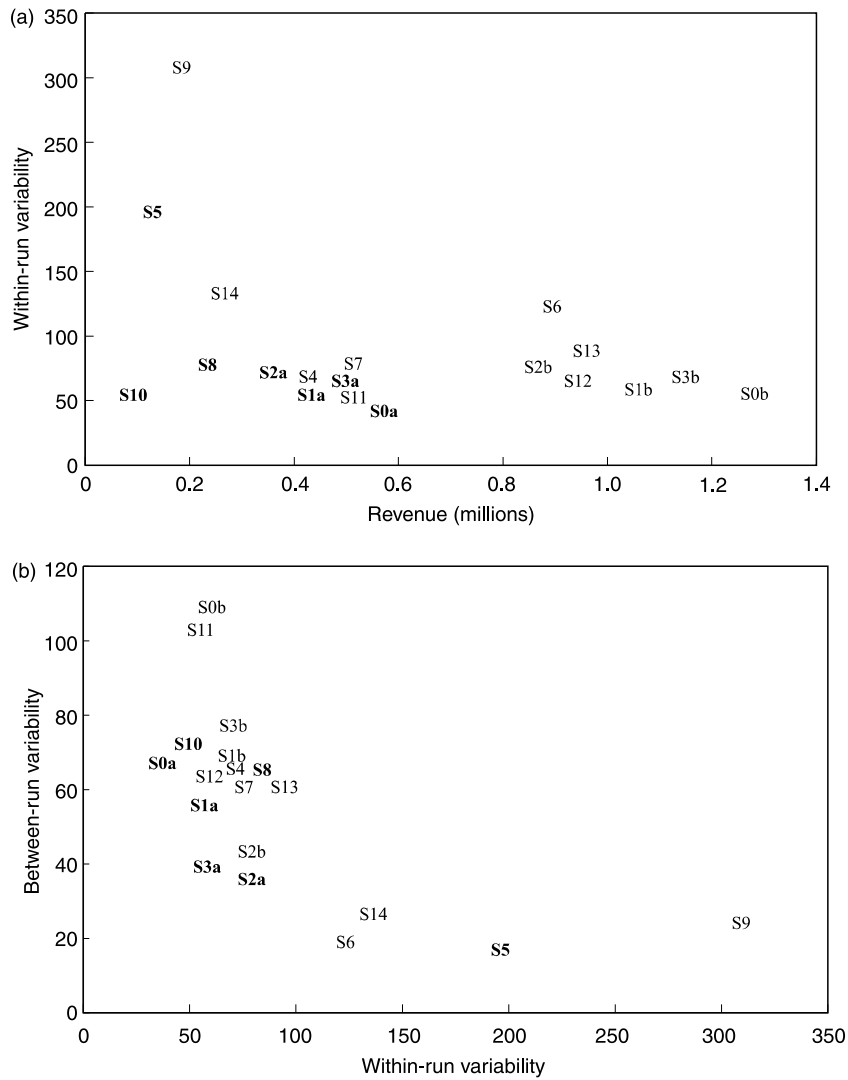 (a)
350
300
250
200
150
100
50
0
Within-run variability
S9
S5
S14
S6
S13
S8
S2a
S4
S7
S2b
S3a
S12
S3b
S10
S1a
S11
S1b
S0b
S0a
0 0.2 0.4 0.6 0.8 1.0 1.2 1.4
Revenue (millions)
(b)
120
100
80
60
40
20
0
Between-run variability
S0b
S11
S3b
S10
S1b
S0a
S4
S8
S12
S7
S13
S1a
S2b
S3a
S2a
S14
S9
S6
S5
0 50 100 150 200 250 300 350
Within-run variability